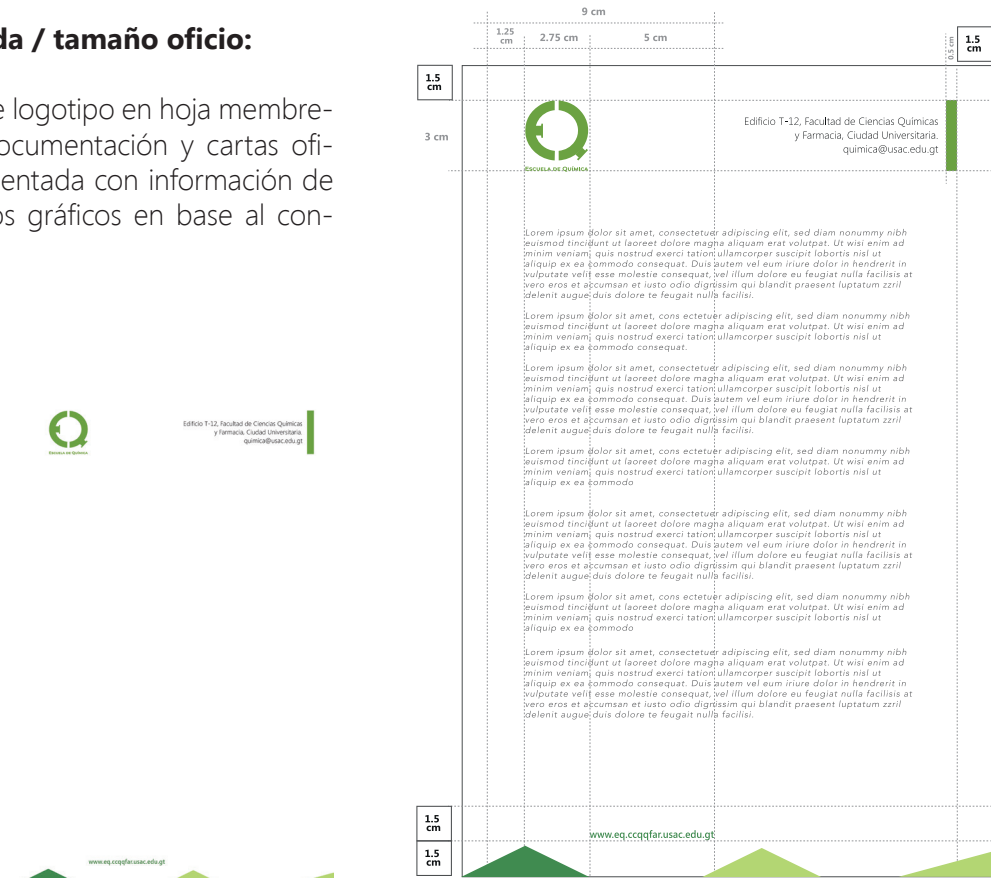 da / tamaño oficio:
e logotipo en hoja membre-
ocumentación y cartas ofi-
entada con información de
os gráficos en base al con-
ESCUELA DE QUÍMICA
Edificio T-12, Facultad de Ciencias Químicas
y Farmacia, Ciudad Universitaria.
quimica@usac.edu.gt
www.eq.ccqqfar.usac.edu.gt
9 cm
1.25
cm
2.75 cm
5 cm
0.5 cm
1.5
cm
1.5
cm
3 cm
ESCUELA DE QUÍMICA
Edificio T-12, Facultad de Ciencias Químicas
y Farmacia, Ciudad Universitaria.
quimica@usac.edu.gt
Lorem ipsum dolor sit amet, consectetuer adipiscing elit, sed diam nonummy nibh
euismod tincidunt ut laoreet dolore magna aliquam erat volutpat. Ut wisi enim ad
minim veniam, quis nostrud exerci tation ullamcorper suscipit lobortis nisl ut
aliquip ex ea commodo consequat. Duis autem vel eum iriure dolor in hendrerit in
vulputate velit esse molestie consequat, vel illum dolore eu feugiat nulla facilisis at
vero eros et accumsan et iusto odio dignissim qui blandit praesent luptatum zzril
delenit augue duis dolore te feugait nulla facilisi.
Lorem ipsum dolor sit amet, cons ectetuer adipiscing elit, sed diam nonummy nibh
euismod tincidunt ut laoreet dolore magna aliquam erat volutpat. Ut wisi enim ad
minim veniam, quis nostrud exerci tation ullamcorper suscipit lobortis nisl ut
aliquip ex ea commodo consequat.
Lorem ipsum dolor sit amet, consectetuer adipiscing elit, sed diam nonummy nibh
euismod tincidunt ut laoreet dolore magna aliquam erat volutpat. Ut wisi enim ad
minim veniam, quis nostrud exerci tation ullamcorper suscipit lobortis nisl ut
aliquip ex ea commodo consequat. Duis autem vel eum iriure dolor in hendrerit in
vulputate velit esse molestie consequat, vel illum dolore eu feugiat nulla facilisis at
vero eros et accumsan et iusto odio dignissim qui blandit praesent luptatum zzril
delenit augue duis dolore te feugait nulla facilisi.
Lorem ipsum dolor sit amet, cons ectetuer adipiscing elit, sed diam nonummy nibh
euismod tincidunt ut laoreet dolore magna aliquam erat volutpat. Ut wisi enim ad
minim veniam, quis nostrud exerci tation ullamcorper suscipit lobortis nisl ut
aliquip ex ea commodo
Lorem ipsum dolor sit amet, consectetuer adipiscing elit, sed diam nonummy nibh
euismod tincidunt ut laoreet dolore magna aliquam erat volutpat. Ut wisi enim ad
minim veniam, quis nostrud exerci tation ullamcorper suscipit lobortis nisl ut
aliquip ex ea commodo consequat. Duis autem vel eum iriure dolor in hendrerit in
vulputate velit esse molestie consequat, vel illum dolore eu feugiat nulla facilisis at
vero eros et accumsan et iusto odio dignissim qui blandit praesent luptatum zzril
delenit augue duis dolore te feugait nulla facilisi.
Lorem ipsum dolor sit amet, cons ectetuer adipiscing elit, sed diam nonummy nibh
euismod tincidunt ut laoreet dolore magna aliquam erat volutpat. Ut wisi enim ad
minim veniam, quis nostrud exerci tation ullamcorper suscipit lobortis nisl ut
aliquip ex ea commodo
Lorem ipsum dolor sit amet, consectetuer adipiscing elit, sed diam nonummy nibh
euismod tincidunt ut laoreet dolore magna aliquam erat volutpat. Ut wisi enim ad
minim veniam, quis nostrud exerci tation ullamcorper suscipit lobortis nisl ut
aliquip ex ea commodo consequat. Duis autem vel eum iriure dolor in hendrerit in
vulputate velit esse molestie consequat, vel illum dolore eu feugiat nulla facilisis at
vero eros et accumsan et iusto odio dignissim qui blandit praesent luptatum zzril
delenit augue duis dolore te feugait nulla facilisi.
1.5
cm
www.eq.ccqqfar.usac.edu.gt
1.5
cm